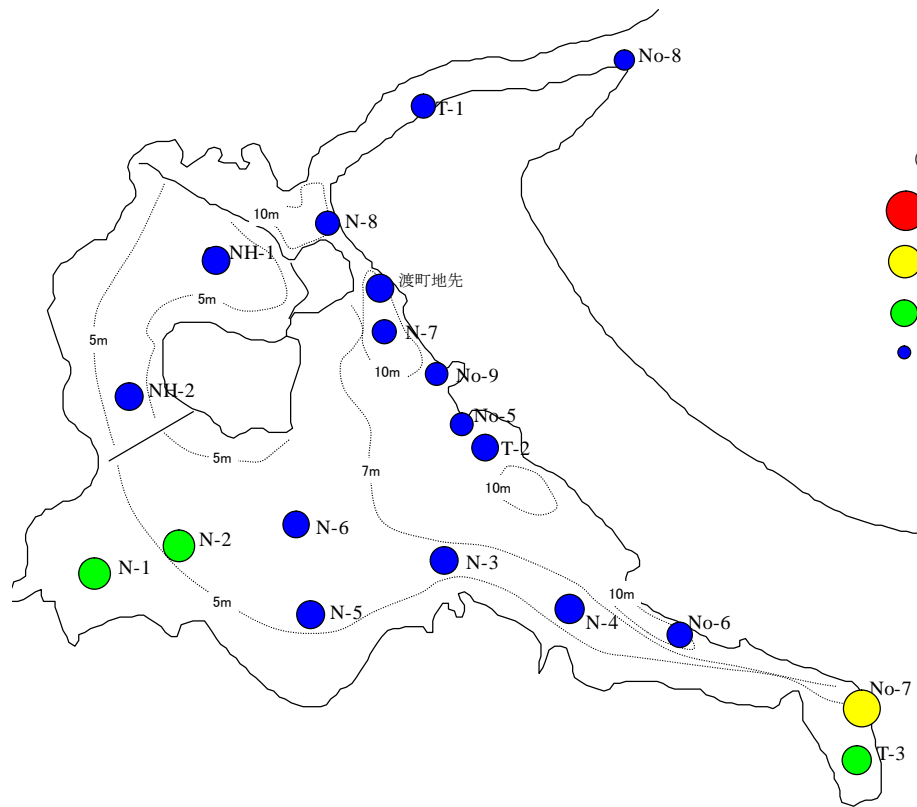 No-8
T-1
10m
N-8
NH-1
渡町地先
5m
5m
N-7
10m
No-9
NH-2
No-5
T-2
5m
7m
10m
N-6
N-2
N-3
N-1
5m
N-5
10m
N-4
No-6
No-7
T-3